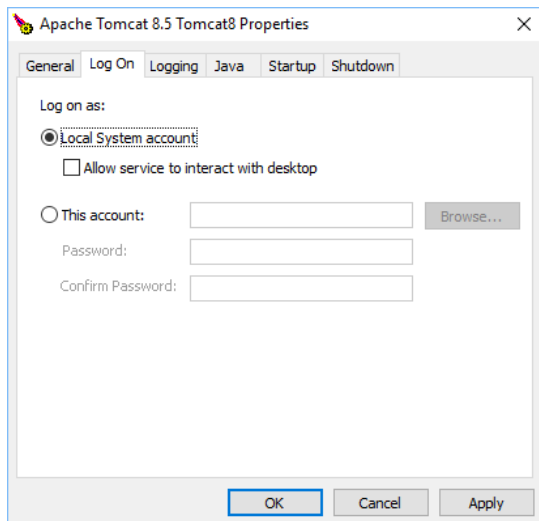 Apache Tomcat 8.5 Tomcat8 Properties
General Log On Logging Java Startup Shutdown
Log on as:
Local System account
Allow service to interact with desktop
This account: Browse...
Password:
Confirm Password:
OK Cancel Apply